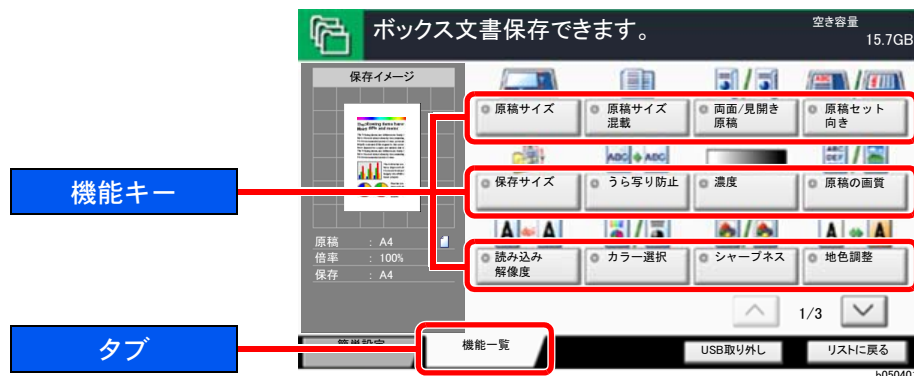 ボックス文書保存できます。
空き容量
15.7GB
保存イメージ
原稿サイズ
原稿サイズ
混載
両面/見開き
原稿
原稿セット
向き
機能キー
保存サイズ
うら写り防止
濃度
原稿の画質
原稿 : A4
倍率 : 100%
保存 : A4
読み込み
解像度
カラー選択
シャープネス
地色調整
1/3
タブ
簡単設定
機能一覧
USB取り外し
リストに戻る